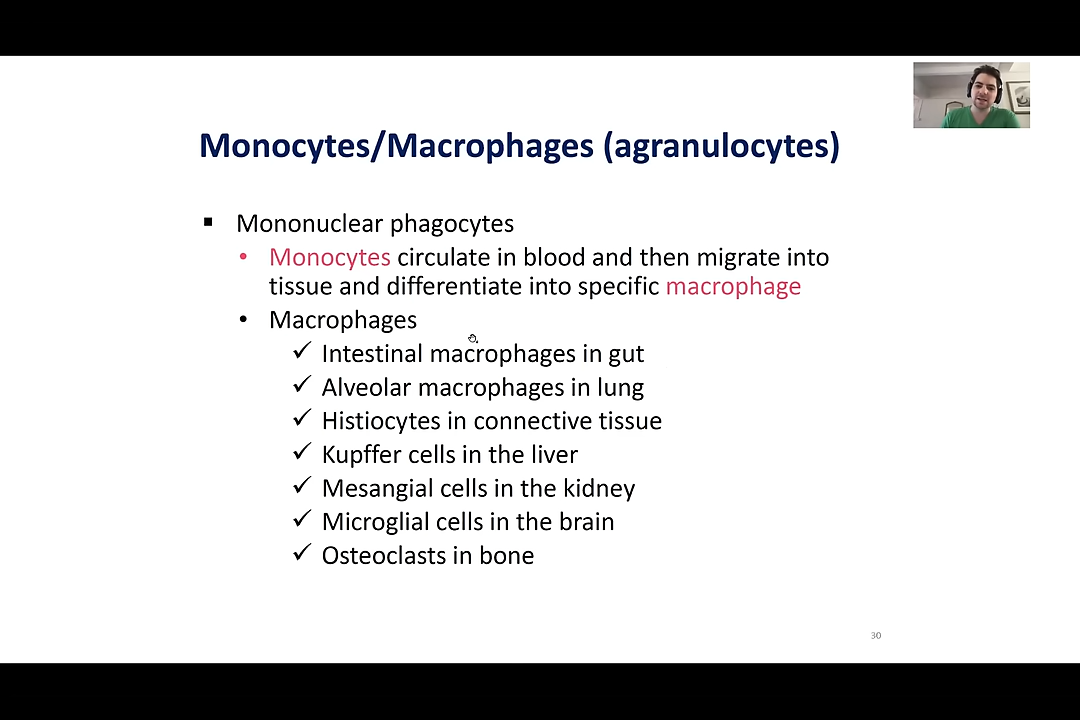 Monocytes/Macrophages (agranulocytes)
▪ Mononuclear phagocytes
• Monocytes circulate in blood and then migrate into
tissue and differentiate into specific macrophage
• Macrophages
✓ Intestinal macrophages in gut
✓ Alveolar macrophages in lung
✓ Histiocytes in connective tissue
✓ Kupffer cells in the liver
✓ Mesangial cells in the kidney
✓ Microglial cells in the brain
✓ Osteoclasts in bone
30